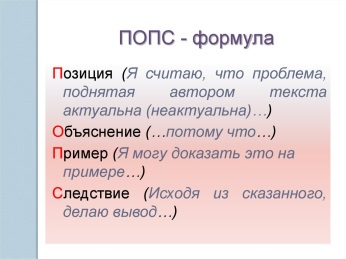 ПОПС - формула
Позиция (Я считаю, что проблема,
поднятая автором текста
актуальна (неактуальна)…)
Объяснение (…потому что…)
Пример (Я могу доказать это на
примере…)
Следствие (Исходя из сказанного,
делаю вывод…)